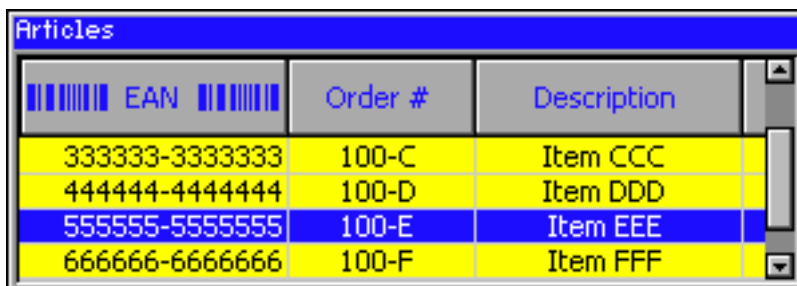 Articles
EAN Order # Description
333333-3333333 100-C Item CCC
444444-4444444 100-D Item DDD
555555-5555555 100-E Item EEE
666666-6666666 100-F Item FFF